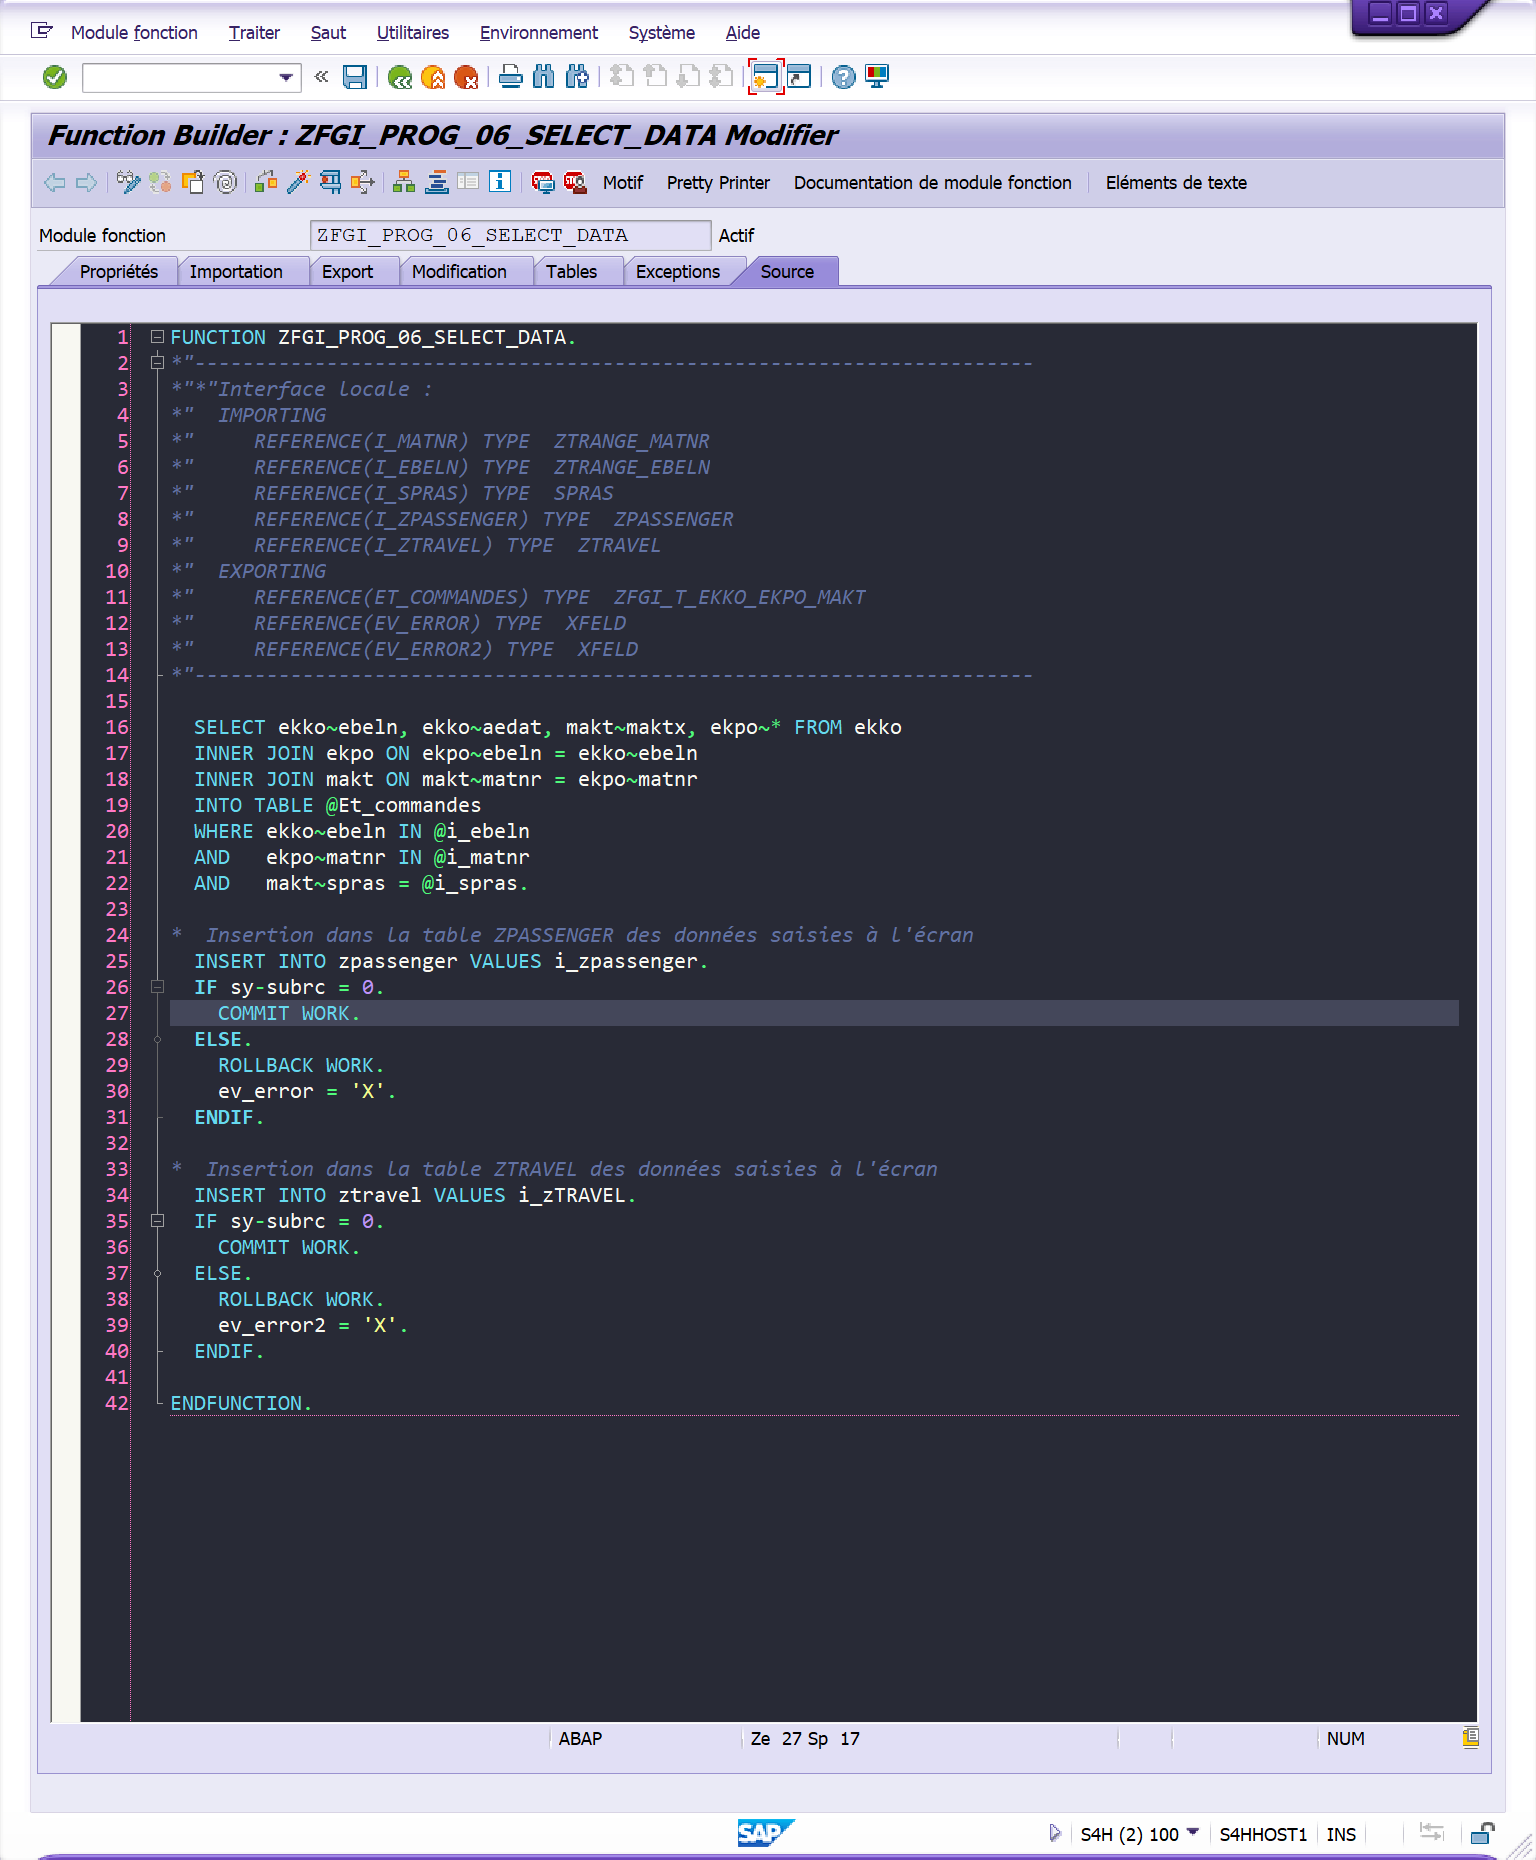 Module fonction Traiter Saut Utilitaires Environnement Système Aide
Function Builder : ZFGI_PROG_06_SELECT_DATA Modifier
Motif Pretty Printer Documentation de module fonction Eléments de texte
Module fonction ZFGI_PROG_06_SELECT_DATA Actif
Propriétés Importation Export Modification Tables Exceptions Source
1 FUNCTION ZFGI_PROG_06_SELECT_DATA.
2 *"----------------------------------------------------------------------
3 *"*"Interface locale :
4 *"  IMPORTING
5 *"     REFERENCE(I_MATNR) TYPE  ZTRANGE_MATNR
6 *"     REFERENCE(I_EBELN) TYPE  ZTRANGE_EBELN
7 *"     REFERENCE(I_SPRAS) TYPE  SPRAS
8 *"     REFERENCE(I_ZPASSENGER) TYPE  ZPASSENGER
9 *"     REFERENCE(I_ZTRAVEL) TYPE  ZTRAVEL
10 *"  EXPORTING
11 *"     REFERENCE(ET_COMMANDES) TYPE  ZFGI_T_EKKO_EKPO_MAKT
12 *"     REFERENCE(EV_ERROR) TYPE  XFELD
13 *"     REFERENCE(EV_ERROR2) TYPE  XFELD
14 *"----------------------------------------------------------------------
15
16   SELECT ekko~ebeln, ekko~aedat, makt~maktx, ekpo~* FROM ekko
17   INNER JOIN ekpo ON ekpo~ebeln = ekko~ebeln
18   INNER JOIN makt ON makt~matnr = ekpo~matnr
19   INTO TABLE @Et_commandes
20   WHERE ekko~ebeln IN @i_ebeln
21   AND   ekpo~matnr IN @i_matnr
22   AND   makt~spras = @i_spras.
23
24 *  Insertion dans la table ZPASSENGER des données saisies à l'écran
25   INSERT INTO zpassenger VALUES i_zpassenger.
26   IF sy-subrc = 0.
27     COMMIT WORK.
28   ELSE.
29     ROLLBACK WORK.
30     ev_error = 'X'.
31   ENDIF.
32
33 *  Insertion dans la table ZTRAVEL des données saisies à l'écran
34   INSERT INTO ztravel VALUES i_zTRAVEL.
35   IF sy-subrc = 0.
36     COMMIT WORK.
37   ELSE.
38     ROLLBACK WORK.
39     ev_error2 = 'X'.
40   ENDIF.
41
42 ENDFUNCTION.
ABAP Ze 27 Sp 17 NUM
SAP S4H (2) 100 S4HHOST1 INS